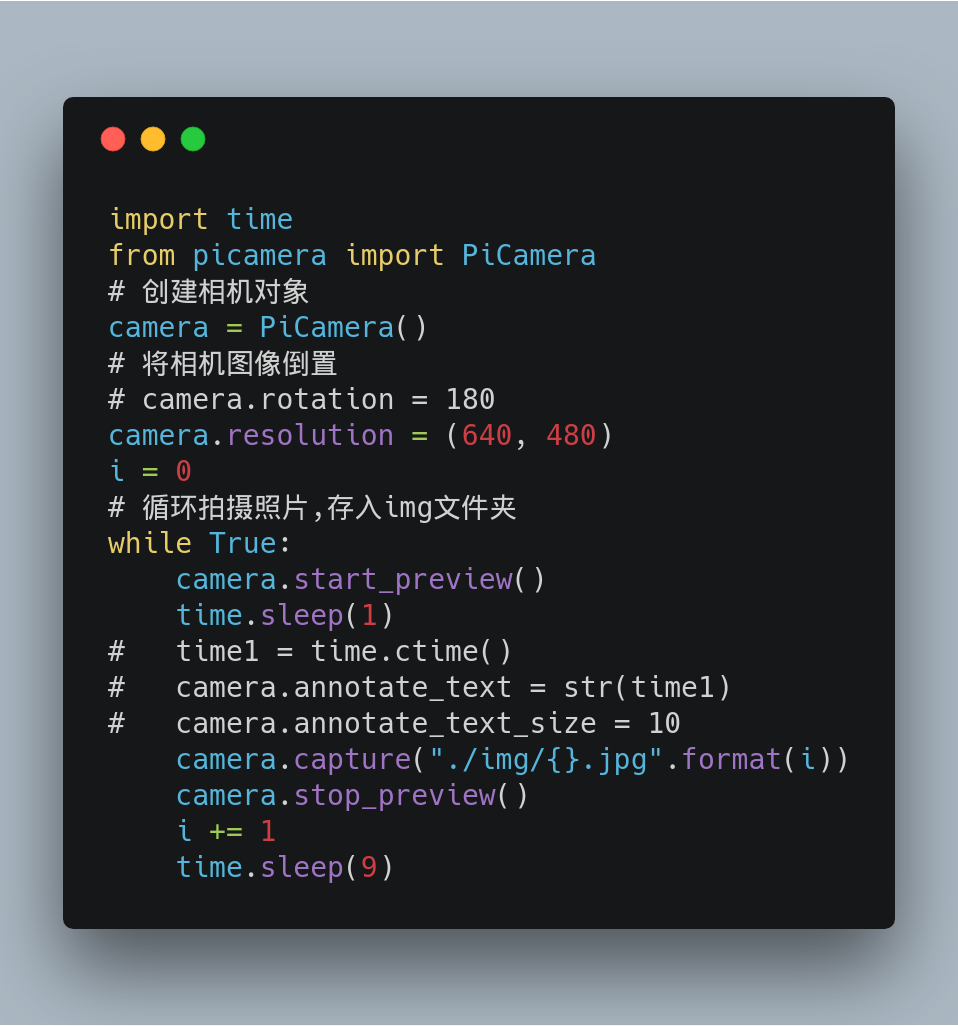 import time
from picamera import PiCamera
# 创建相机对象
camera = PiCamera()
# 将相机图像倒置
# camera.rotation = 180
camera.resolution = (640, 480)
i = 0
# 循环拍摄照片,存入img文件夹
while True:
    camera.start_preview()
    time.sleep(1)
#   time1 = time.ctime()
#   camera.annotate_text = str(time1)
#   camera.annotate_text_size = 10
    camera.capture("./img/{}.jpg".format(i))
    camera.stop_preview()
    i += 1
    time.sleep(9)